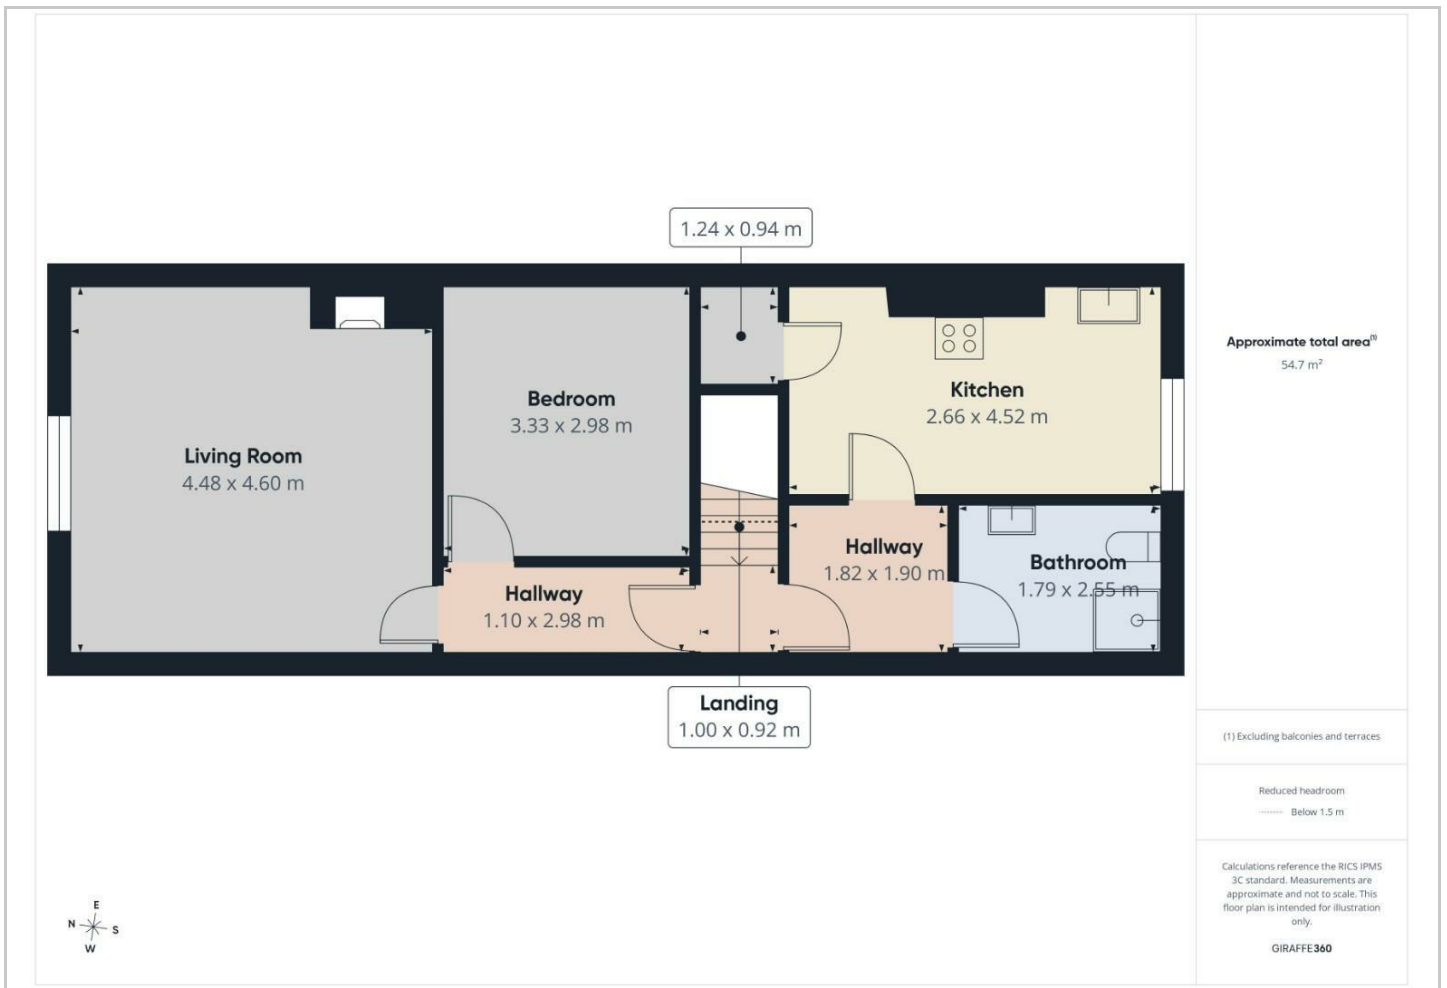 1.24 x 0.94 m
Living Room
4.48 x 4.60 m
Bedroom
3.33 x 2.98 m
Hallway
1.10 x 2.98 m
Kitchen
2.66 x 4.52 m
Hallway
1.82 x 1.90 m
Bathroom
1.79 x 2.55 m
Landing
1.00 x 0.92 m
E
N
S
W
Approximate total area(1)
54.7 m²
(1) Excluding balconies and terraces
Reduced headroom
Below 1.5 m
Calculations reference the RICS IPMS
3C standard. Measurements are
approximate and not to scale. This
floor plan is intended for illustration
only.
GIRAFFE360